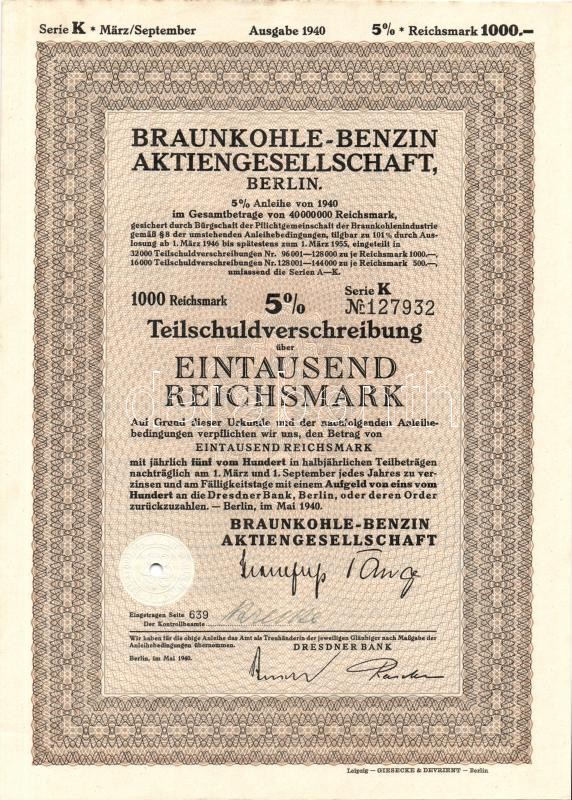 Serie K * März/September Ausgabe 1940 5% * Reichsmark 1000.—
BRAUNKOHLE-BENZIN
AKTIENGESELLSCHAFT,
BERLIN.
5% Anleihe von 1940
im Gesamtbetrage von 40000000 Reichsmark,
gesichert durch Bürgschaft der Pflichtgemeinschaft der Braunkohlenindustrie
gemäß § 8 der umstehenden Anleihebedingungen, tilgbar zu 101% durch Aus-
losung ab 1. März 1946 bis spätestens zum 1. März 1955, eingeteilt in
32000 Teilschuldverschreibungen Nr. 96001—128000 zu je Reichsmark 1000.—,
16000 Teilschuldverschreibungen Nr. 128001—144000 zu je Reichsmark 500.—,
umfassend die Serien A—K.
1000 Reichsmark 5% Serie K
№ 127932
Teilschuldverschreibung
über
EINTAUSEND
REICHSMARK
Auf Grund dieser Urkunde und der nachfolgenden Anleihe-
bedingungen verpflichten wir uns, den Betrag von
EINTAUSEND REICHSMARK
mit jährlich fünf vom Hundert in halbjährlichen Teilbeträgen
nachträglich am 1. März und 1. September jedes Jahres zu ver-
zinsen und am Fälligkeitstage mit einem Aufgeld von eins vom
Hundert an die Dresdner Bank, Berlin, oder deren Order
zurückzuzahlen. — Berlin, im Mai 1940.
BRAUNKOHLE-BENZIN
AKTIENGESELLSCHAFT
Eingetragen Seite 639
Der Kontrollbeamte
Wir haben für die obige Anleihe das Amt als Treuhänderin der jeweiligen Gläubiger nach Maßgabe der
Anleihebedingungen übernommen. DRESDNER BANK
Berlin, im Mai 1940.
Leipzig — GIESECKE & DEVRIENT — Berlin